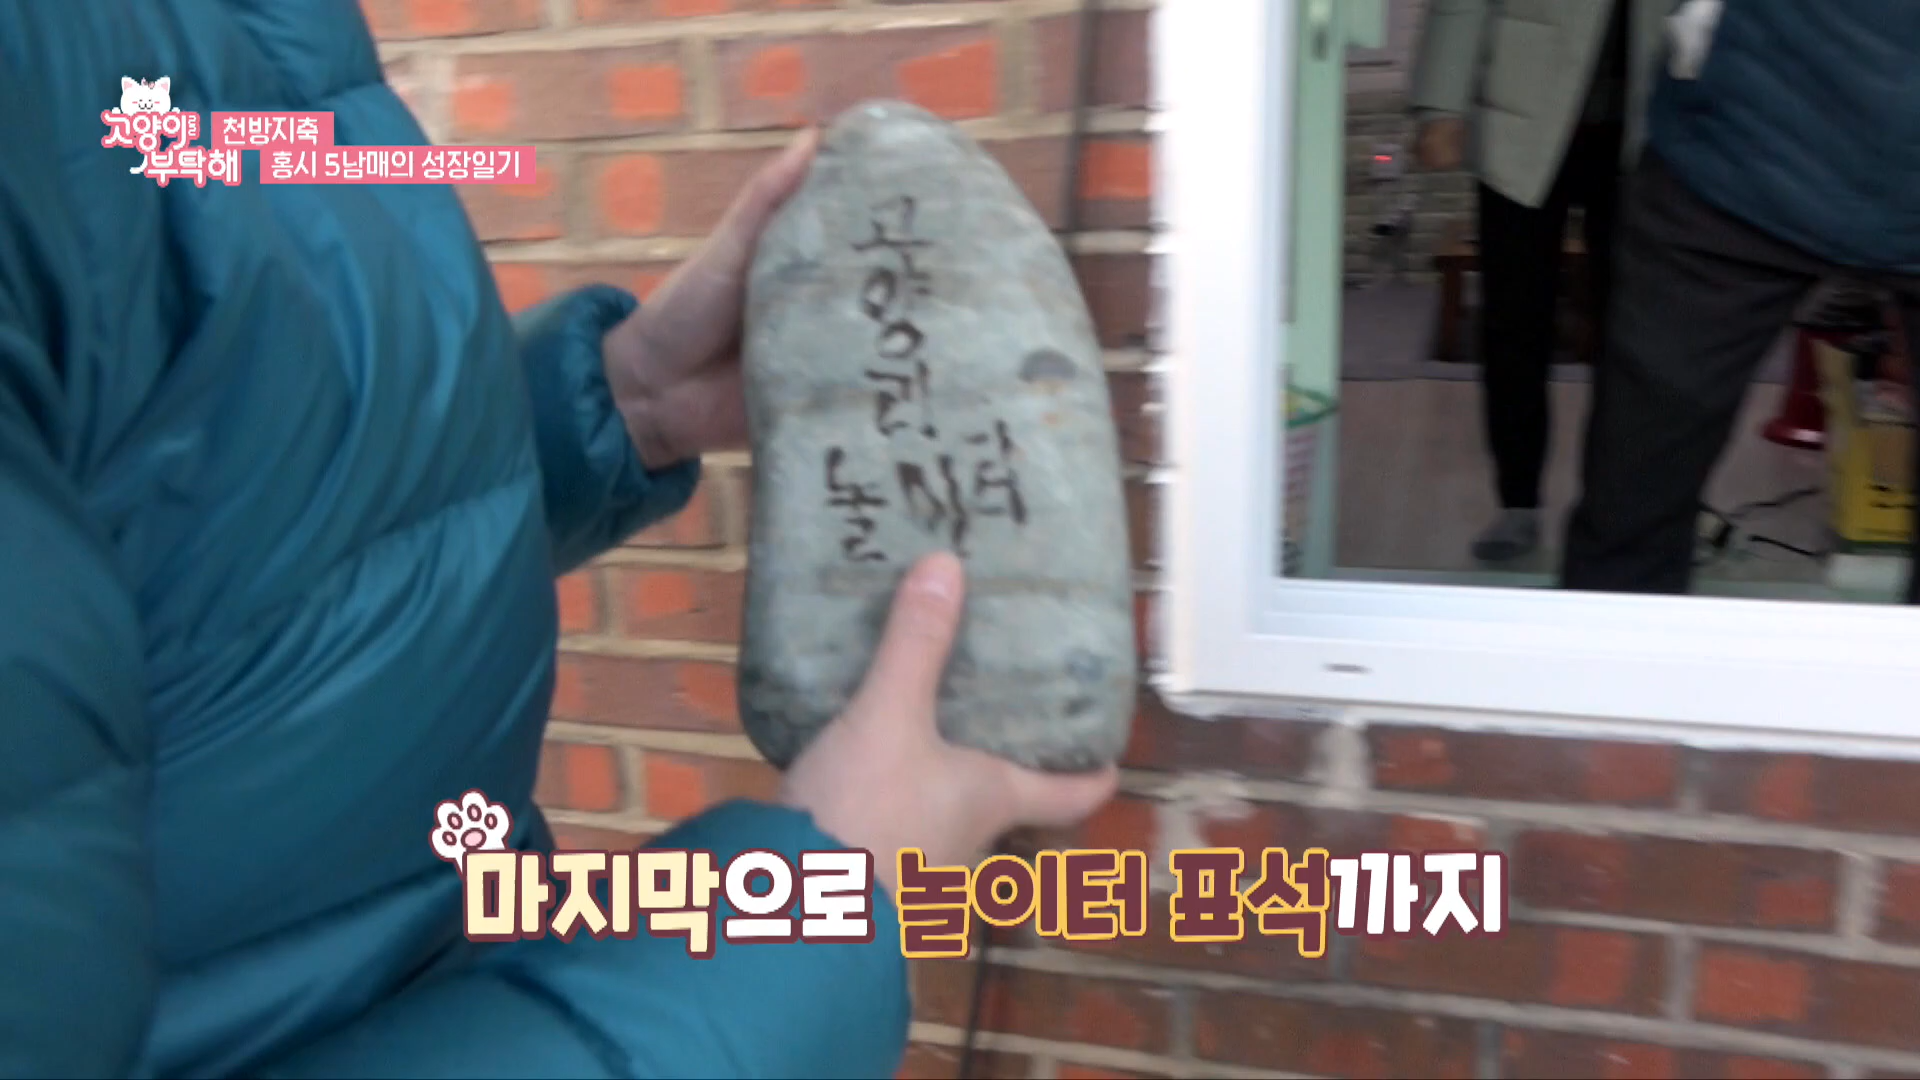 고양이를 부탁해
천방지축
홍시 5남매의 성장일기
고양이
놀이터
마지막으로 놀이터 표석까지